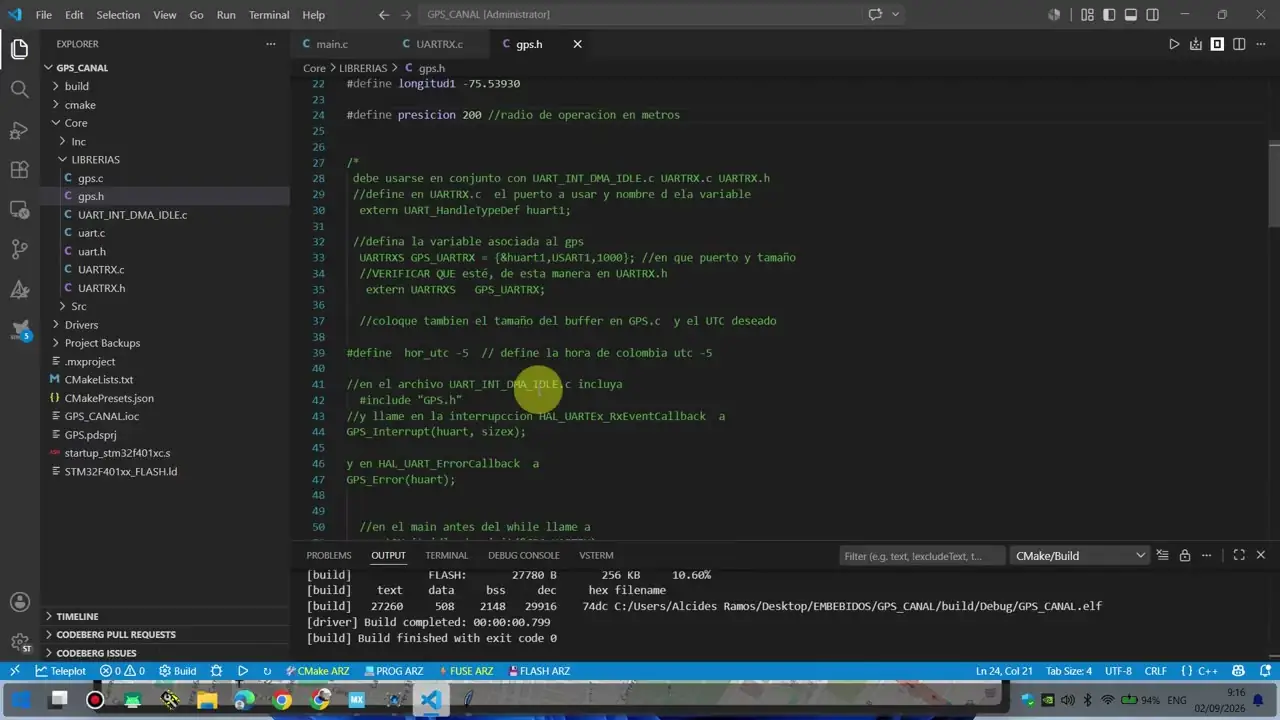 File Edit Selection View Go Run Terminal Help
GPS_CANAL [Administrator]
EXPLORER
GPS_CANAL
build
cmake
Core
Inc
LIBRERIAS
gps.c
gps.h
UART_INT_DMA_IDLE.c
uart.c
uart.h
UARTRX.c
UARTRX.h
Src
Drivers
Project Backups
.mxproject
CMakeLists.txt
CMakePresets.json
GPS_CANAL.ioc
GPS.pdsprj
startup_stm32f401xc.s
STM32F401xx_FLASH.ld
TIMELINE
CODEBERG PULL REQUESTS
CODEBERG ISSUES
main.c UARTRX.c gps.h
Core > LIBRERIAS > gps.h
22 #define longitud1 -75.53930
23
24 #define presicion 200 //radio de operacion en metros
25
26
27 /*
28 debe usarse en conjunto con UART_INT_DMA_IDLE.c UARTRX.c UARTRX.h
29 //define en UARTRX.c el puerto a usar y nombre d ela variable
30 extern UART_HandleTypeDef huart1;
31
32 //defina la variable asociada al gps
33 UARTRXS GPS_UARTRX = {&huart1,USART1,1000}; //en que puerto y tamaño
34 //VERIFICAR QUE esté, de esta manera en UARTRX.h
35 extern UARTRXS GPS_UARTRX;
36
37 //coloque tambien el tamaño del buffer en GPS.c y el UTC deseado
38
39 #define hor_utc -5 // define la hora de colombia utc -5
40
41 //en el archivo UART_INT_DMA_IDLE.c incluya
42 #include "GPS.h"
43 //y llame en la interrupccion HAL_UARTEx_RxEventCallback a
44 GPS_Interrupt(huart, sizex);
45
46 y en HAL_UART_ErrorCallback a
47 GPS_Error(huart);
48
49
50 //en el main antes del while llame a
PROBLEMS OUTPUT DEBUG CONSOLE TERMINAL VSTERM
Filter (e.g. text, !excludeText, t...
CMake/Build
[build] FLASH: 27780 B 256 KB 10.60%
[build] text data bss dec hex filename
[build] 27260 508 2148 29916 74dc C:/Users/Alcides Ramos/Desktop/EMBEBIDOS/GPS_CANAL/build/Debug/GPS_CANAL.elf
[driver] Build completed: 00:00:00.799
[build] Build finished with exit code 0
Teleplot 0 0 Build CMake ARZ PROG ARZ FUSE ARZ FLASH ARZ Ln 24, Col 21 Tab Size: 4 UTF-8 CRLF {} C++
94% ENG
9:16
02/09/2026